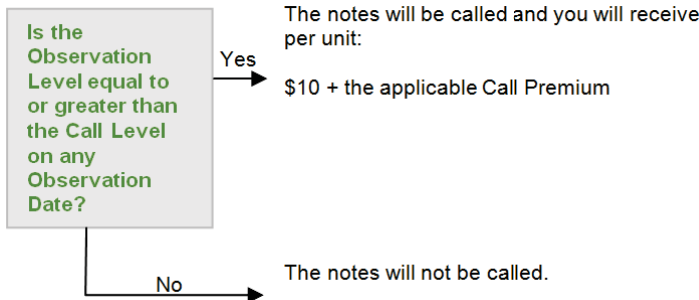 Is the
Observation
Level equal to
or greater than
the Call Level
on any
Observation
Date?
Yes
The notes will be called and you will receive
per unit:
$10 + the applicable Call Premium
No
The notes will not be called.